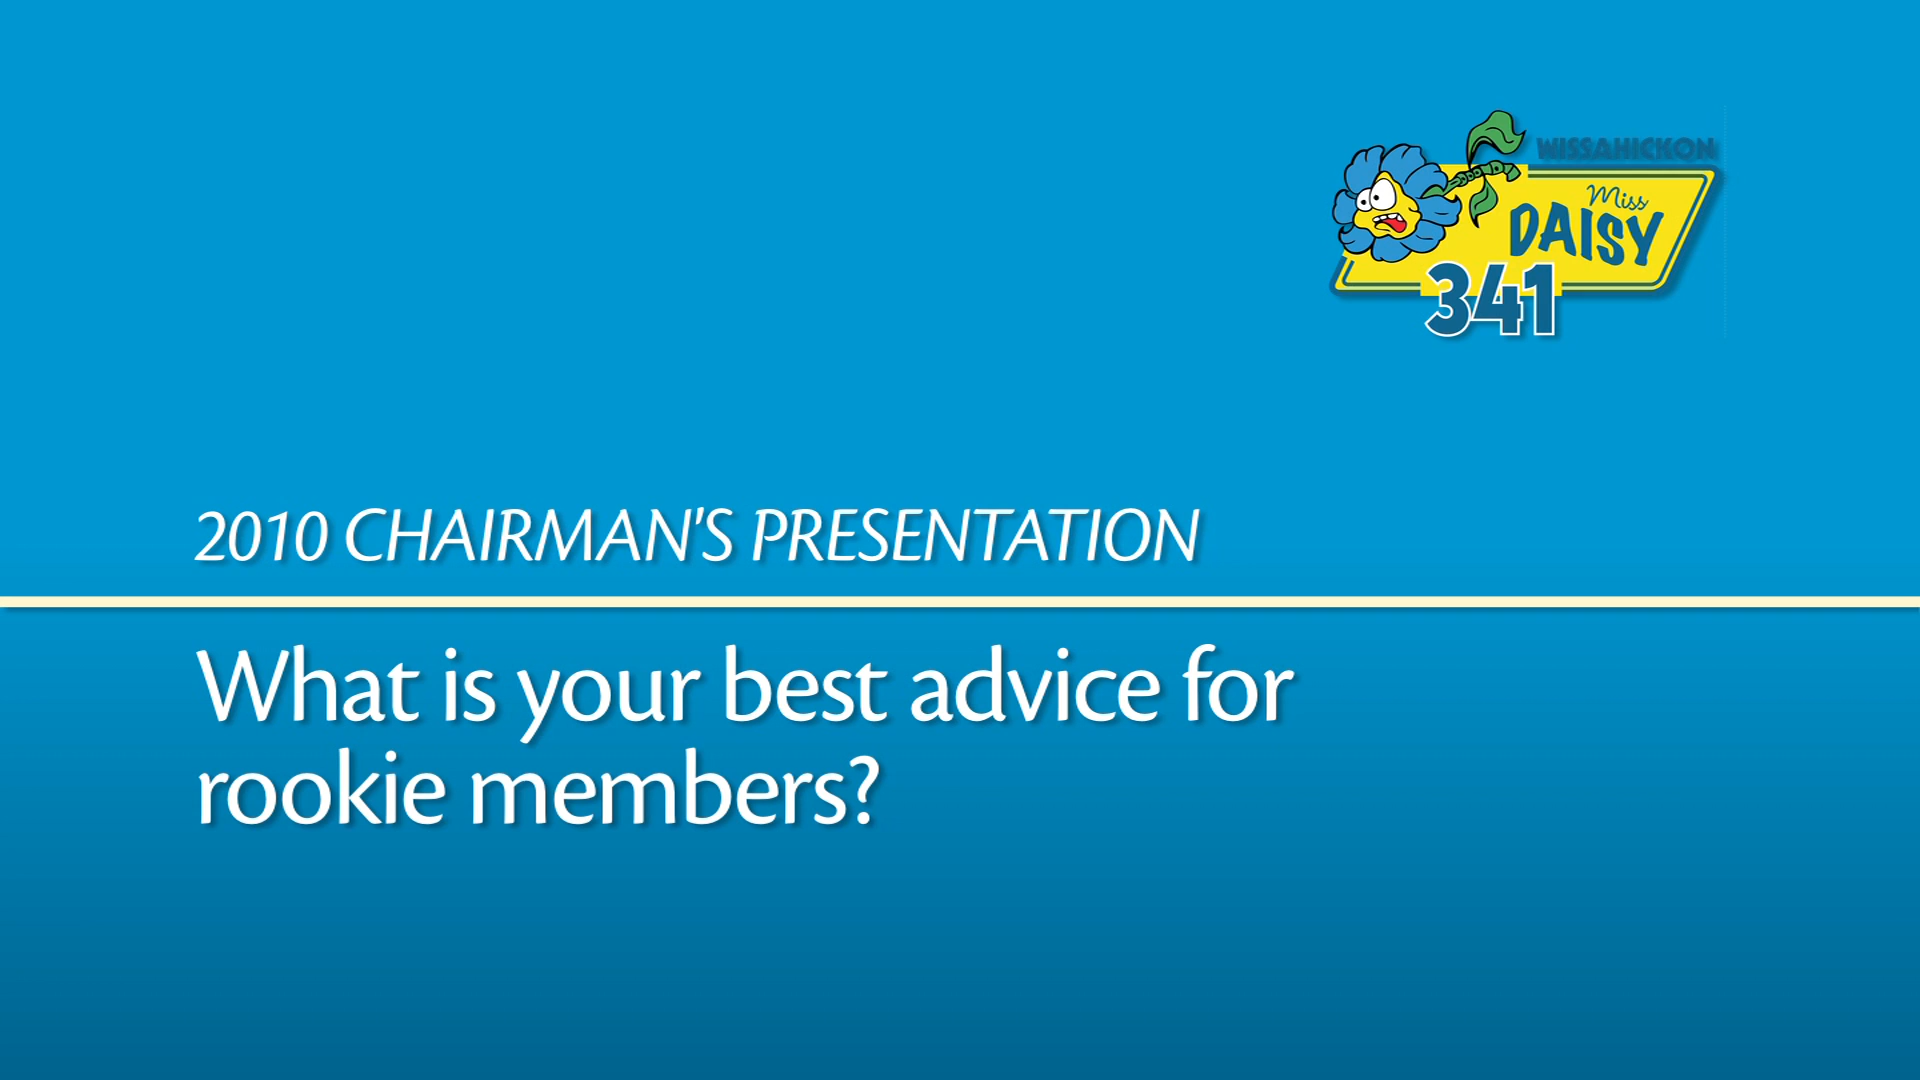 WISSAHICKON
Miss
DAISY
341
2010 CHAIRMAN'S PRESENTATION
What is your best advice for
rookie members?